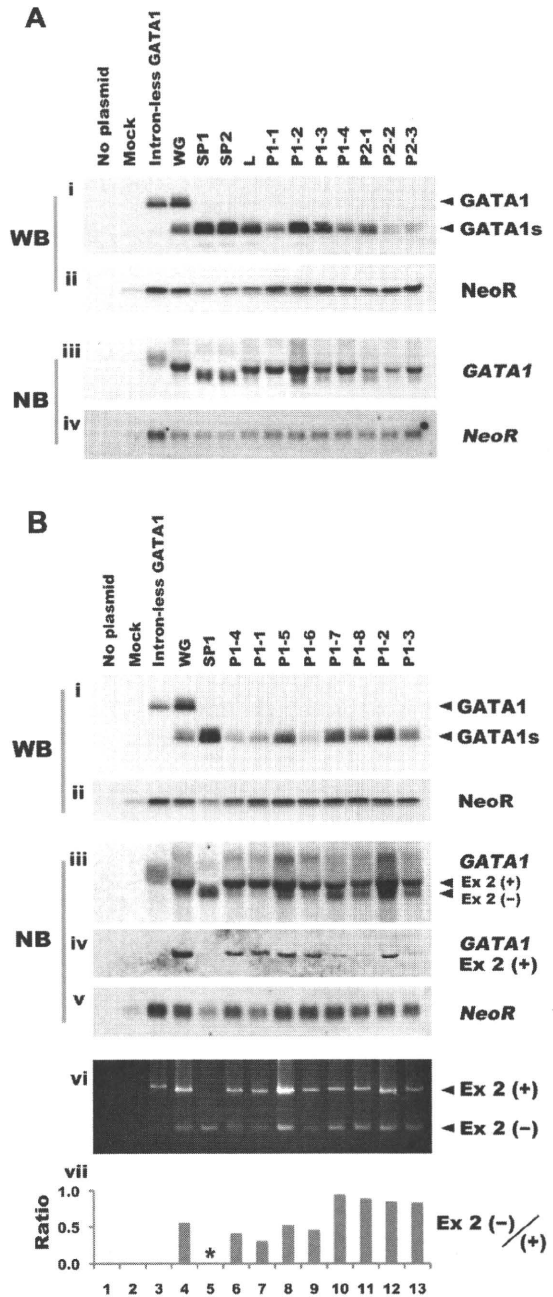 A
No plasmid
Mock
Intron-less GATA1
WG
SP1
SP2
L
P1-1
P1-2
P1-3
P1-4
P2-1
P2-2
P2-3
WB
i
GATA1
GATA1s
ii
NeoR
NB
iii
GATA1
iv
NeoR
B
No plasmid
Mock
Intron-less GATA1
WG
SP1
P1-4
P1-1
P1-5
P1-6
P1-7
P1-8
P1-2
P1-3
WB
i
GATA1
GATA1s
ii
NeoR
NB
iii
GATA1
Ex 2 (+)
Ex 2 (−)
iv
GATA1
Ex 2 (+)
v
NeoR
vi
Ex 2 (+)
Ex 2 (−)
vii
Ratio
1.0
0.5
0.0
*
Ex 2 (−)/(+)
1 2 3 4 5 6 7 8 9 10 11 12 13